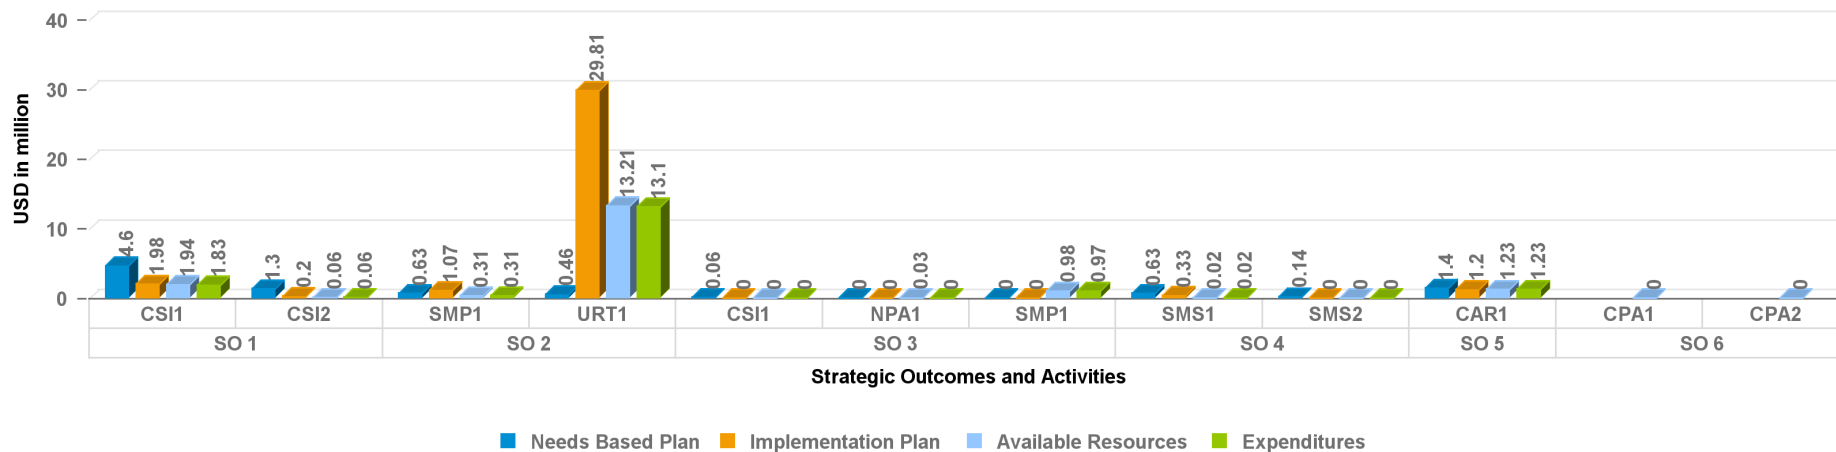 40
30
20
10
0
USD in million
4.6 1.98 1.94 1.83 1.3 0.2 0.06 0.06 0.63 1.07 0.31 0.31 0.46 29.81 13.21 13.1 0.06 0 0 0 0 0 0.03 0 0 0 0.98 0.97 0.63 0.33 0.02 0.02 0.14 0 0 0 1.4 1.2 1.23 1.23 0 0
CSI1 CSI2 SMP1 URT1 CSI1 NPA1 SMP1 SMS1 SMS2 CAR1 CPA1 CPA2
SO 1 SO 2 SO 3 SO 4 SO 5 SO 6
Strategic Outcomes and Activities
Needs Based Plan Implementation Plan Available Resources Expenditures